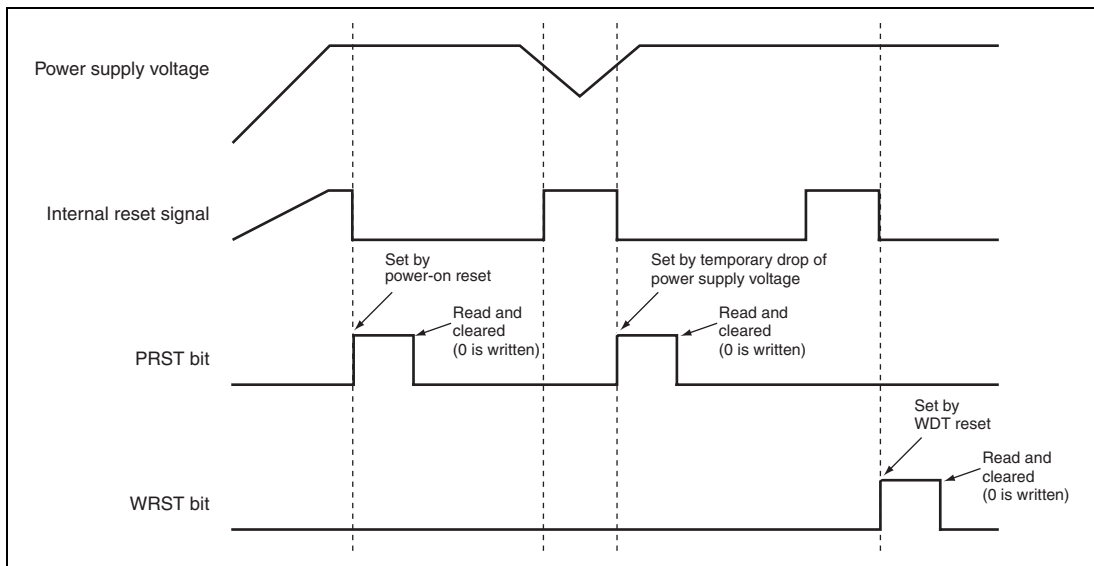 Power supply voltage
Internal reset signal
Set by
power-on reset
Set by temporary drop of
power supply voltage
Read and
cleared
(0 is written)
Read and
cleared
(0 is written)
PRST bit
Set by
WDT reset
Read and
cleared
(0 is written)
WRST bit